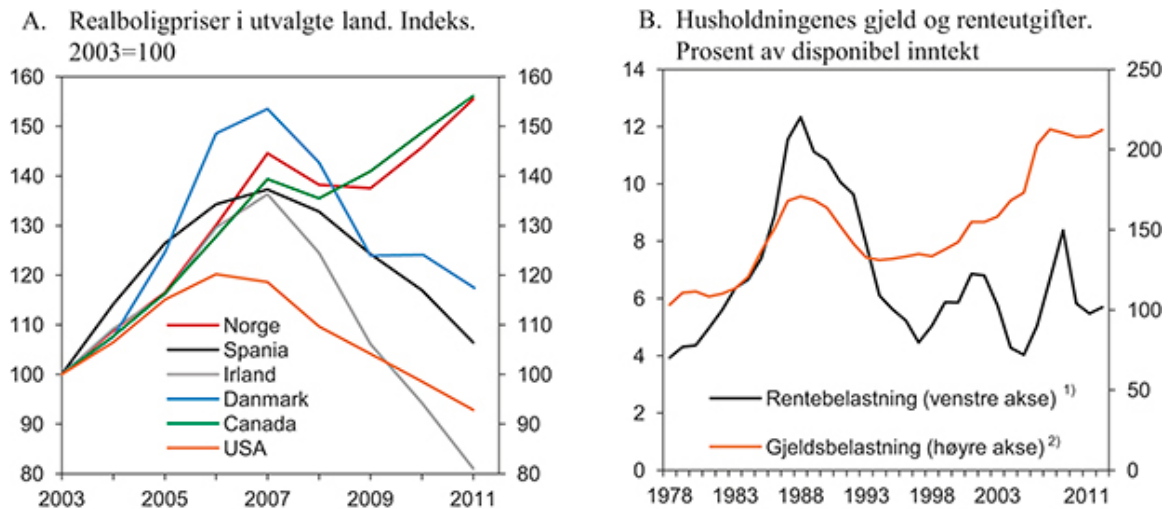 A. Realboligpriser i utvalgte land. Indeks.
2003=100
160
150
140
130
120
110
100
90
80
160
150
140
130
120
110
100
90
80
Norge
Spania
Irland
Danmark
Canada
USA
2003 2005 2007 2009 2011
B. Husholdningenes gjeld og renteutgifter.
Prosent av disponibel inntekt
14
12
10
8
6
4
2
0
250
200
150
100
50
0
Rentebelastning (venstre akse) 1)
Gjeldsbelastning (høyre akse) 2)
1978 1983 1988 1993 1998 2003 2011